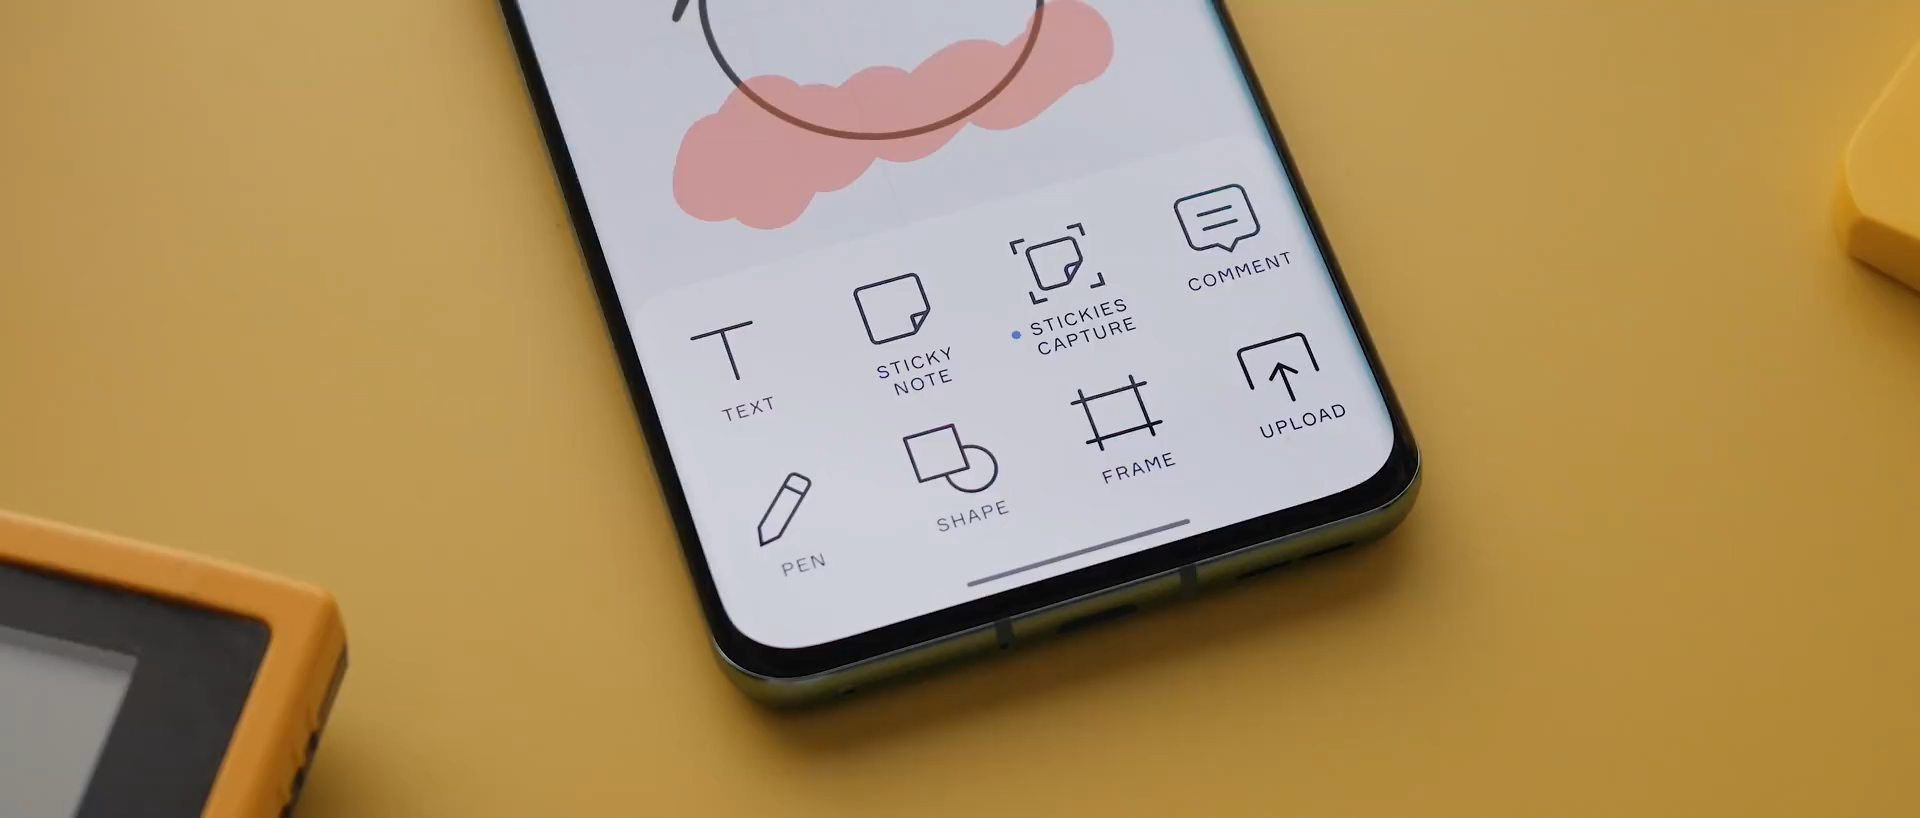 TEXT
STICKY
NOTE
STICKIES
CAPTURE
COMMENT
PEN
SHAPE
FRAME
UPLOAD